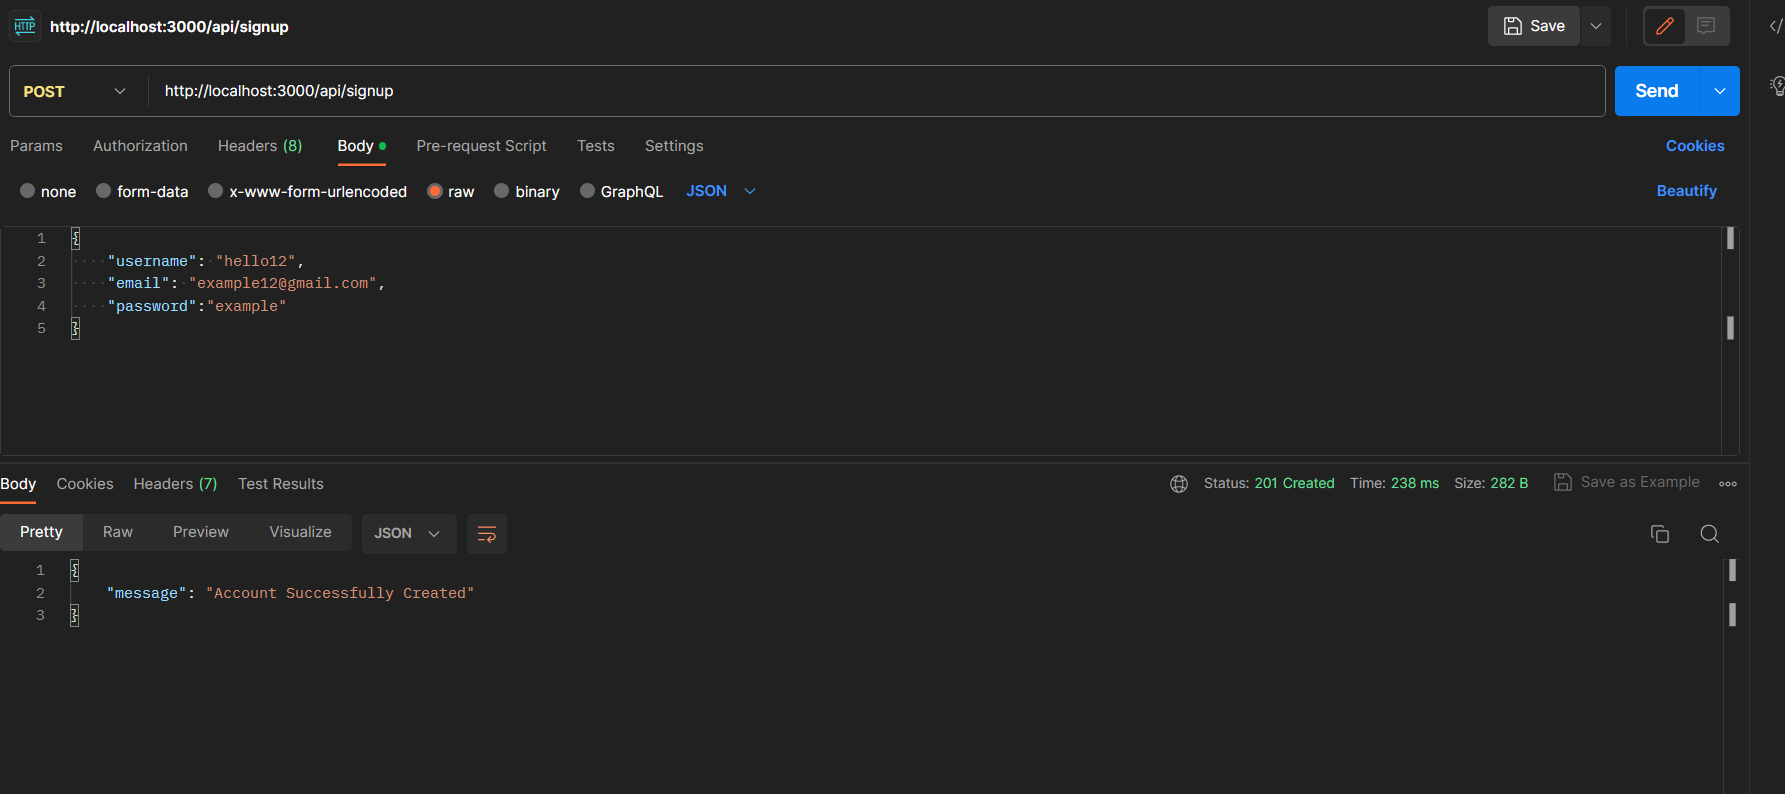 HTTP http://localhost:3000/api/signup Save
POST http://localhost:3000/api/signup Send
Params Authorization Headers (8) Body Pre-request Script Tests Settings Cookies
none form-data x-www-form-urlencoded raw binary GraphQL JSON Beautify
1 {
2 "username": "hello12",
3 "email": "example12@gmail.com",
4 "password":"example"
5 }
Body Cookies Headers (7) Test Results Status: 201 Created Time: 238 ms Size: 282 B Save as Example
Pretty Raw Preview Visualize JSON
1 {
2 "message": "Account Successfully Created"
3 }